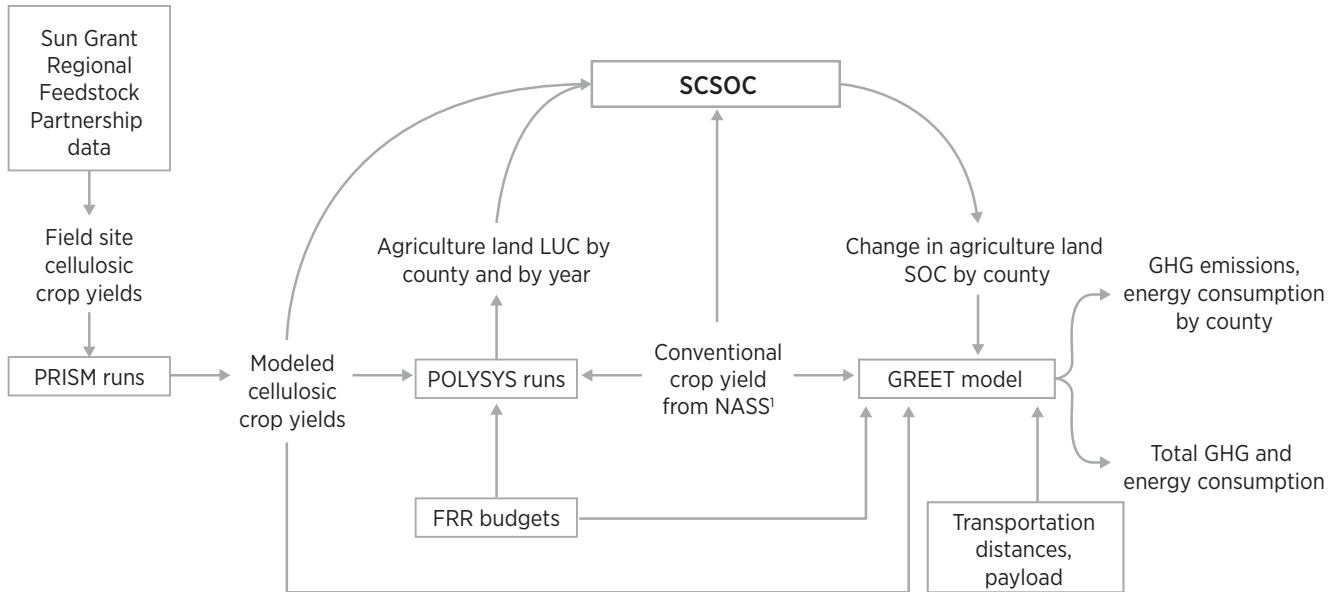 Sun Grant
Regional
Feedstock
Partnership
data
SCSOC
Field site
cellulosic
crop yields
Agriculture land LUC by
county and by year
Change in agriculture land
SOC by county
GHG emissions,
energy consumption
by county
PRISM runs
Modeled
cellulosic
crop yields
POLYSYS runs
Conventional
crop yield
from NASS¹
GREET model
Total GHG and
energy consumption
FRR budgets
Transportation
distances,
payload